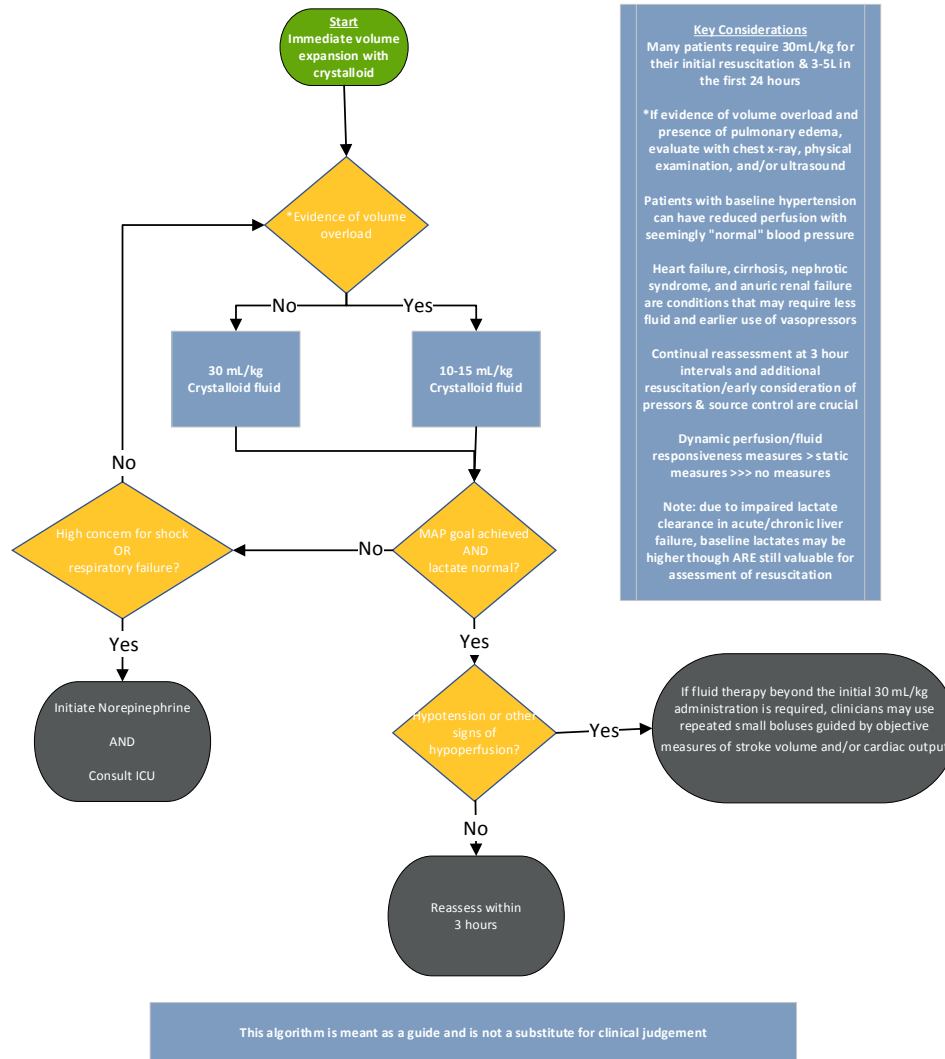 Start
Immediate volume
expansion with
crystalloid
Key Considerations
Many patients require 30mL/kg for
their initial resuscitation & 3-5L in
the first 24 hours
*If evidence of volume overload and
presence of pulmonary edema,
evaluate with chest x-ray, physical
examination, and/or ultrasound
Patients with baseline hypertension
can have reduced perfusion with
seemingly "normal" blood pressure
Heart failure, cirrhosis, nephrotic
syndrome, and anuric renal failure
are conditions that may require less
fluid and earlier use of vasopressors
Continual reassessment at 3 hour
intervals and additional
resuscitation/early consideration of
pressors & source control are crucial
Dynamic perfusion/fluid
responsiveness measures > static
measures >>> no measures
Note: due to impaired lactate
clearance in acute/chronic liver
failure, baseline lactates may be
higher though ARE still valuable for
assessment of resuscitation
*Evidence of volume
overload
No
Yes
30 mL/kg
Crystalloid fluid
10-15 mL/kg
Crystalloid fluid
No
High concern for shock
OR
respiratory failure?
No
MAP goal achieved
AND
lactate normal?
Yes
Yes
Initiate Norepinephrine
AND
Consult ICU
Hypotension or other
signs of
hypoperfusion?
Yes
If fluid therapy beyond the initial 30 mL/kg
administration is required, clinicians may use
repeated small boluses guided by objective
measures of stroke volume and/or cardiac output
No
Reassess within
3 hours
This algorithm is meant as a guide and is not a substitute for clinical judgement